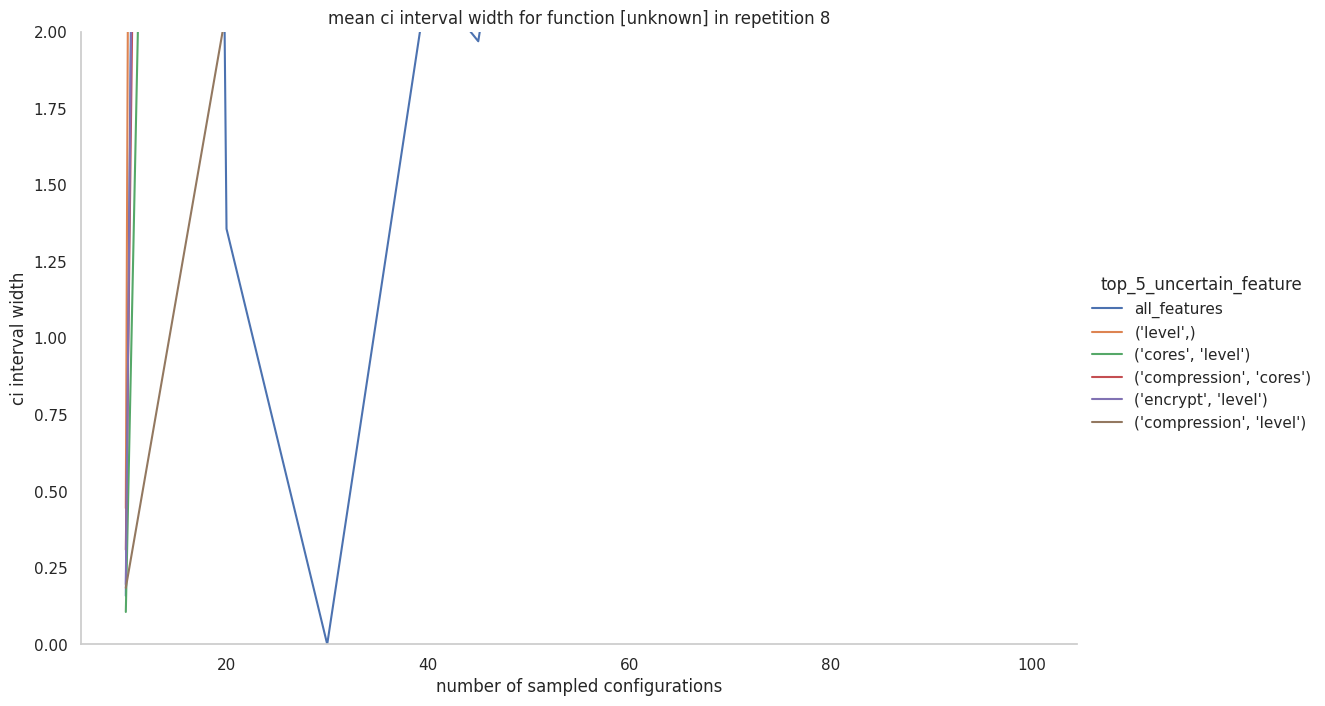 mean ci interval width for function [unknown] in repetition 8
2.00
1.75
1.50
1.25
1.00
0.75
0.50
0.25
0.00
ci interval width
20
40
60
80
100
number of sampled configurations
top_5_uncertain_feature
all_features
('level',)
('cores', 'level')
('compression', 'cores')
('encrypt', 'level')
('compression', 'level')